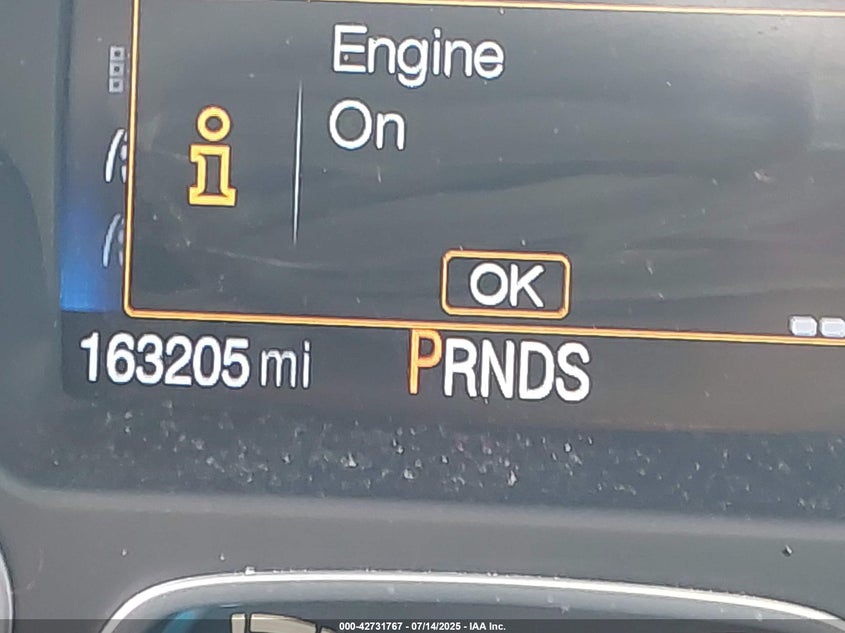 Engine
On
i
OK
163205 mi PRNDS
000-42731767 - 07/14/2025 - IAA Inc.